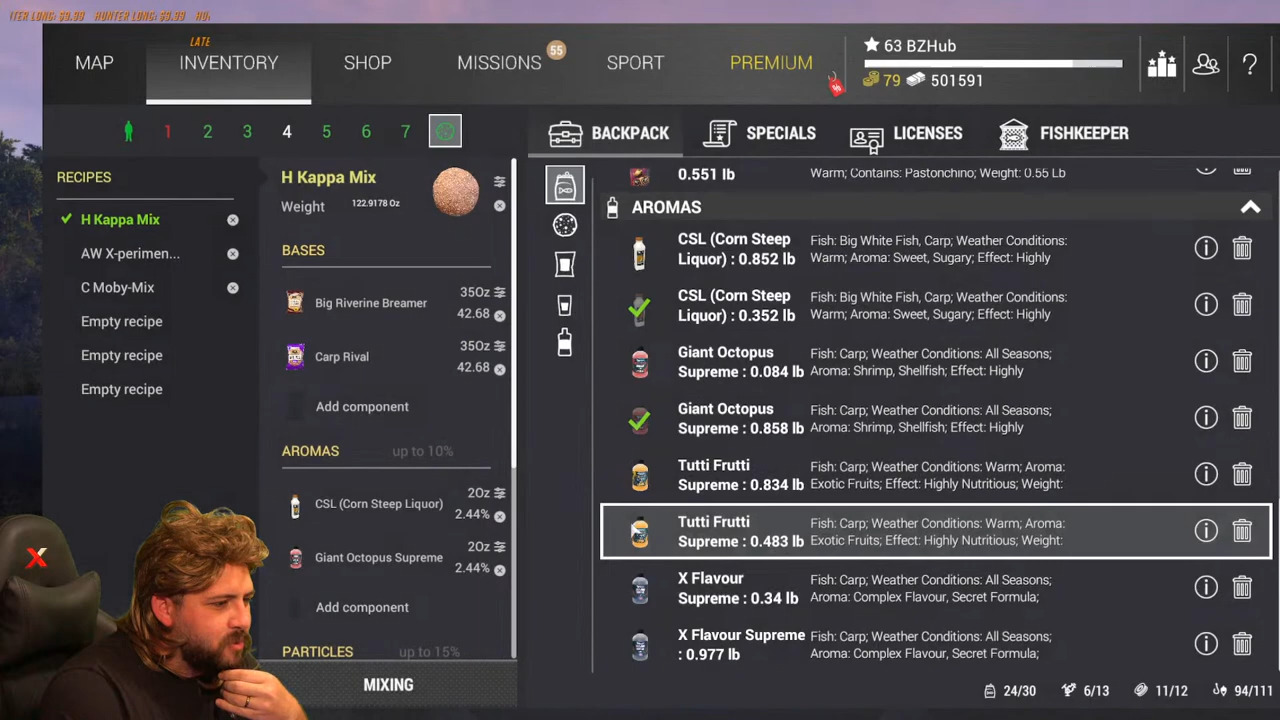 HUNTER LUNG: $9.99 HU
MAP
LATE
INVENTORY
SHOP
MISSIONS
55
SPORT
PREMIUM
63 BZHub
79
501591
?
1
2
3
4
5
6
7
BACKPACK
SPECIALS
LICENSES
FISHKEEPER
RECIPES
H Kappa Mix
AW X-perimen...
C Moby-Mix
Empty recipe
Empty recipe
Empty recipe
H Kappa Mix
Weight
122.9178 Oz
BASES
Big Riverine Breamer
35Oz
42.68
Carp Rival
35Oz
42.68
Add component
AROMAS
up to 10%
CSL (Corn Steep Liquor)
2Oz
2.44%
Giant Octopus Supreme
2Oz
2.44%
Add component
PARTICLES
up to 15%
MIXING
0.551 lb
Warm; Contains: Pastonchino; Weight: 0.55 Lb
AROMAS
CSL (Corn Steep
Liquor) : 0.852 lb
Fish: Big White Fish, Carp; Weather Conditions:
Warm; Aroma: Sweet, Sugary; Effect: Highly
CSL (Corn Steep
Liquor) : 0.352 lb
Fish: Big White Fish, Carp; Weather Conditions:
Warm; Aroma: Sweet, Sugary; Effect: Highly
Giant Octopus
Supreme : 0.084 lb
Fish: Carp; Weather Conditions: All Seasons;
Aroma: Shrimp, Shellfish; Effect: Highly
Giant Octopus
Supreme : 0.858 lb
Fish: Carp; Weather Conditions: All Seasons;
Aroma: Shrimp, Shellfish; Effect: Highly
Tutti Frutti
Supreme : 0.834 lb
Fish: Carp; Weather Conditions: Warm; Aroma:
Exotic Fruits; Effect: Highly Nutritious; Weight:
Tutti Frutti
Supreme : 0.483 lb
Fish: Carp; Weather Conditions: Warm; Aroma:
Exotic Fruits; Effect: Highly Nutritious; Weight:
X Flavour
Supreme : 0.34 lb
Fish: Carp; Weather Conditions: All Seasons;
Aroma: Complex Flavour, Secret Formula;
X Flavour Supreme
: 0.977 lb
Fish: Carp; Weather Conditions: All Seasons;
Aroma: Complex Flavour, Secret Formula;
24/30
6/13
11/12
94/111
X